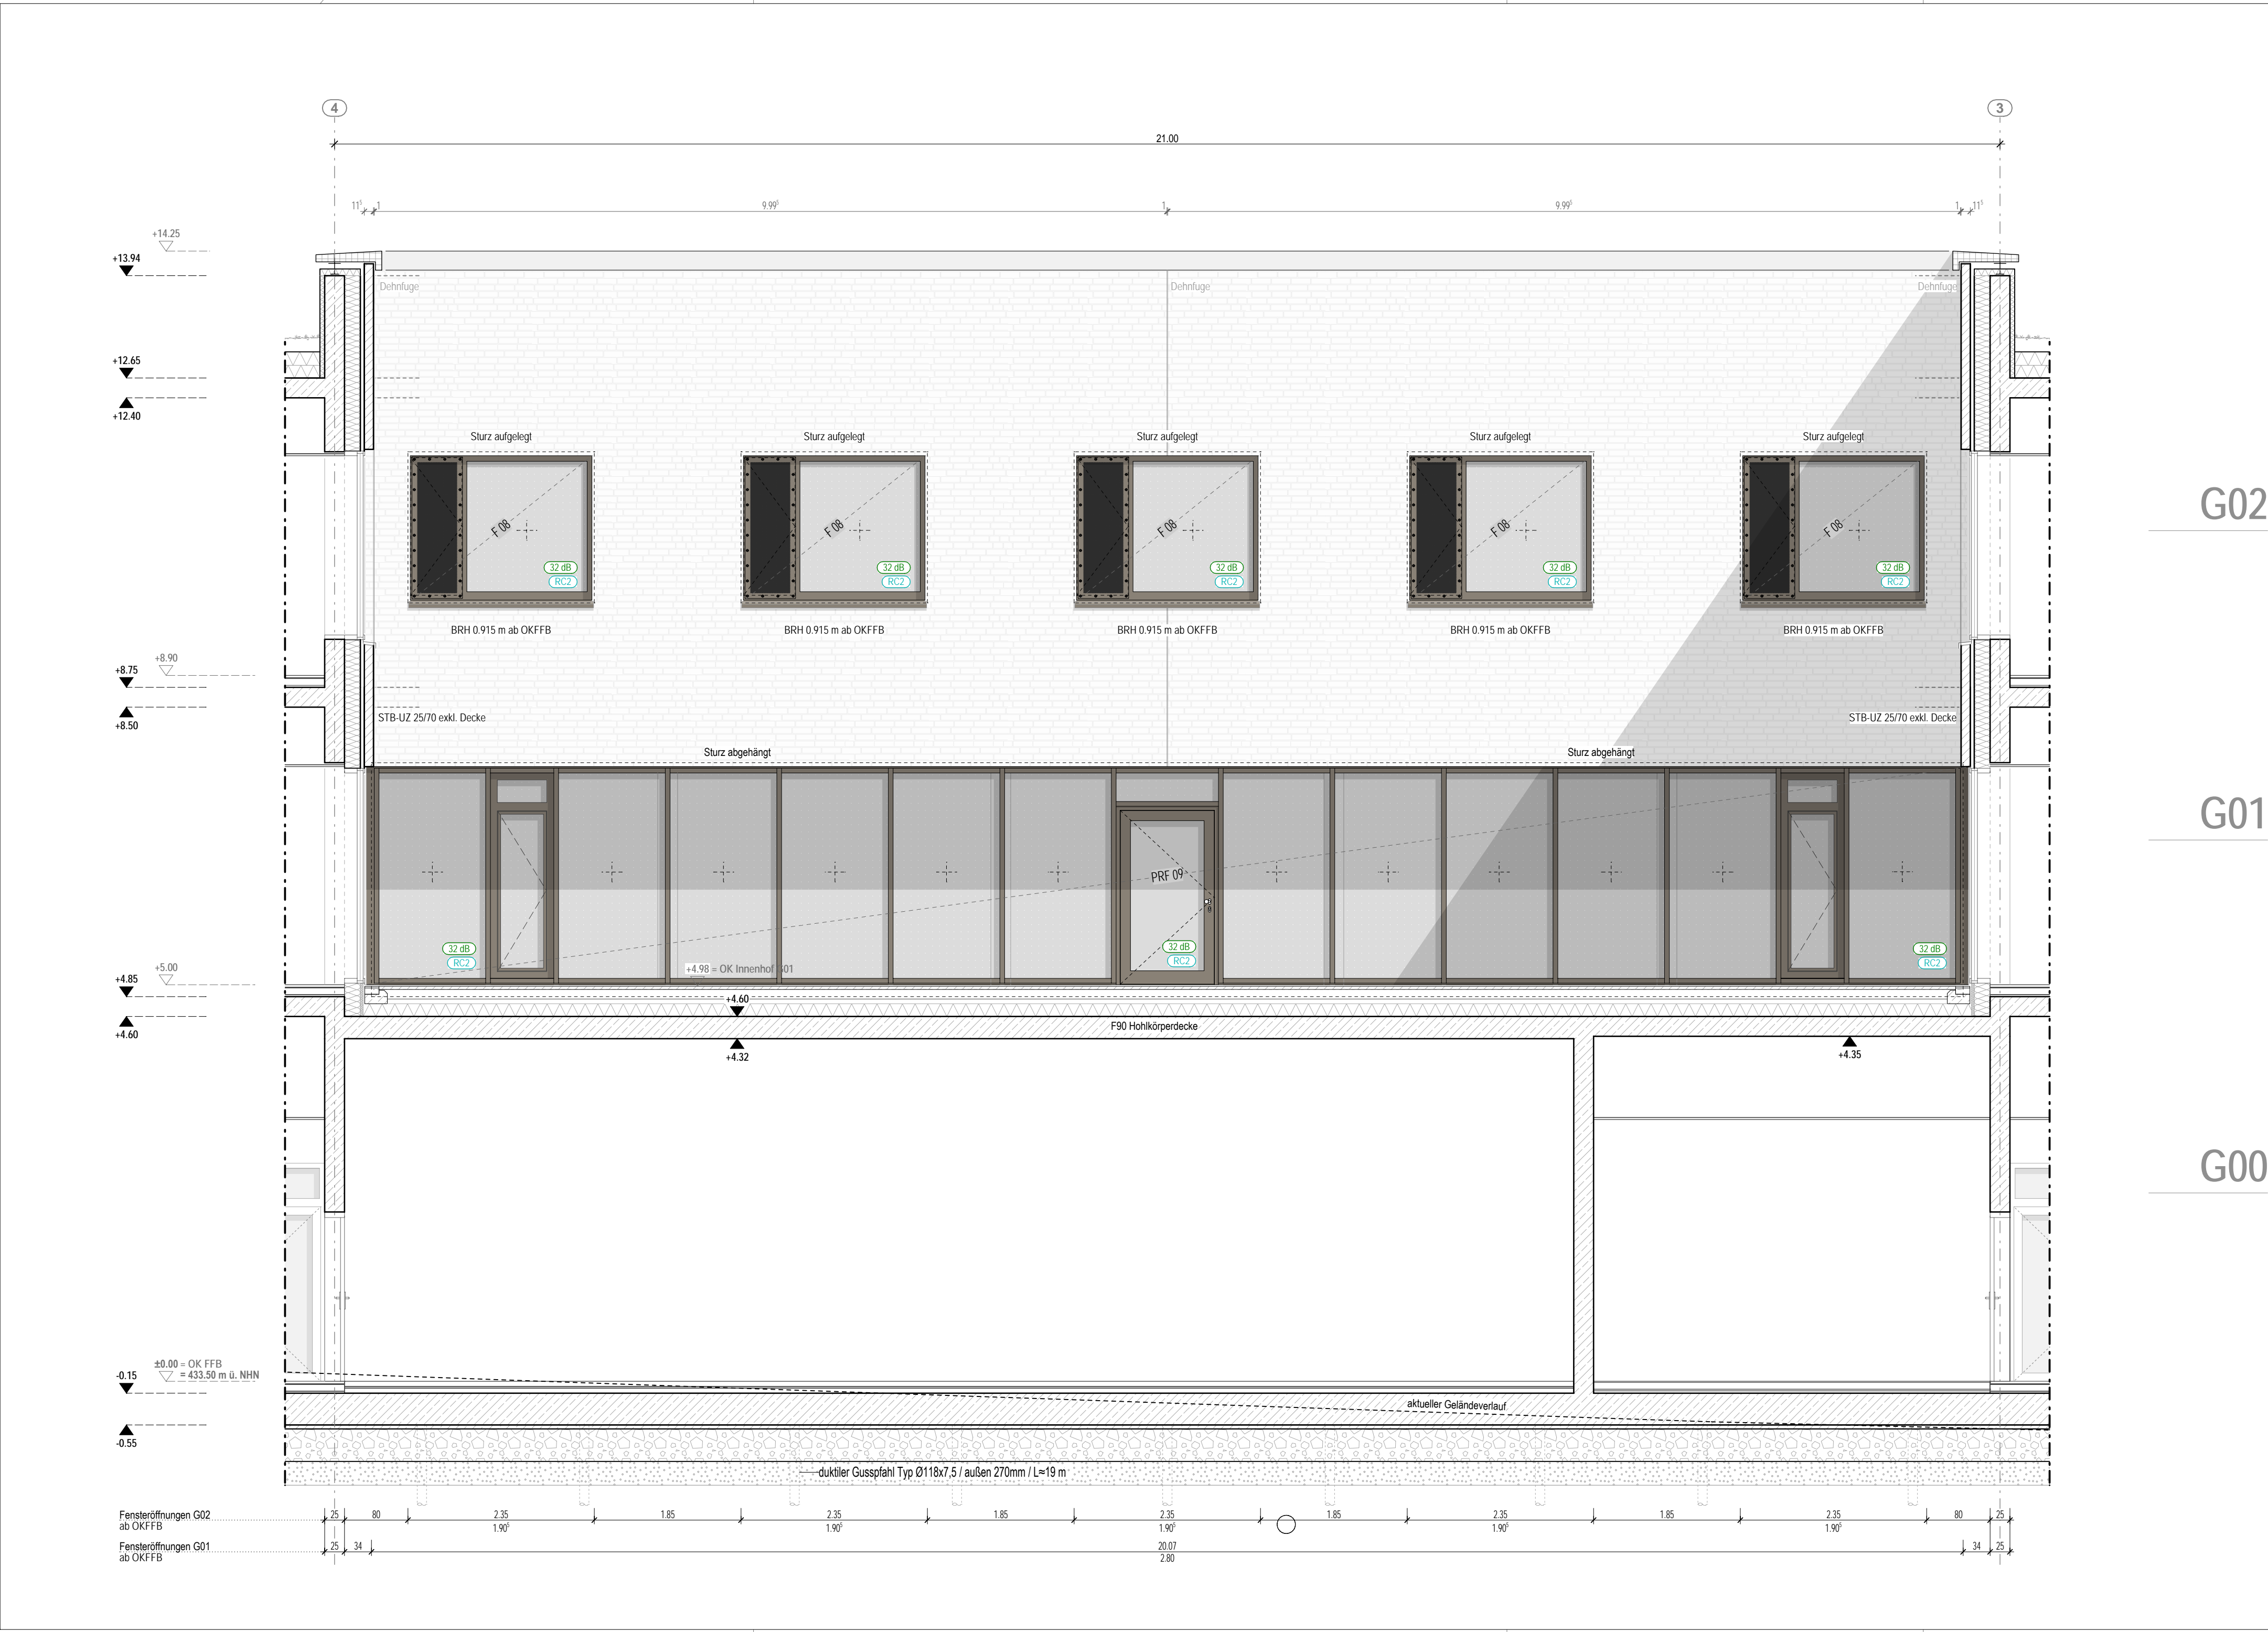 4
3
21.00
11⁵
1
9.99⁵
1
9.99⁵
1
11⁵
+14.25
+13.94
Dehnfuge
Dehnfuge
Dehnfuge
+12.65
+12.40
Sturz aufgelegt
Sturz aufgelegt
Sturz aufgelegt
Sturz aufgelegt
Sturz aufgelegt
G02
F 08
F 08
F 08
F 08
F 08
32 dB
32 dB
32 dB
32 dB
32 dB
RC2
RC2
RC2
RC2
RC2
BRH 0.915 m ab OKFFB
BRH 0.915 m ab OKFFB
BRH 0.915 m ab OKFFB
BRH 0.915 m ab OKFFB
BRH 0.915 m ab OKFFB
+8.90
+8.75
+8.50
STB-UZ 25/70 exkl. Decke
STB-UZ 25/70 exkl. Decke
Sturz abgehängt
Sturz abgehängt
G01
PRF 09
32 dB
32 dB
32 dB
RC2
RC2
RC2
+4.98 = OK Innenhof G01
+5.00
+4.85
+4.60
+4.60
F90 Hohlkörperdecke
+4.32
+4.35
G00
±0.00 = OK FFB
= 433.50 m ü. NHN
-0.15
aktueller Geländeverlauf
-0.55
duktiler Gusspfahl Typ Ø118x7,5 / außen 270mm / L≈19 m
Fensteröffnungen G02
ab OKFFB
25
80
2.35
1.85
2.35
1.85
2.35
1.85
2.35
1.85
2.35
80
25
1.90⁵
1.90⁵
1.90⁵
1.90⁵
1.90⁵
Fensteröffnungen G01
ab OKFFB
25
34
20.07
34
25
2.80